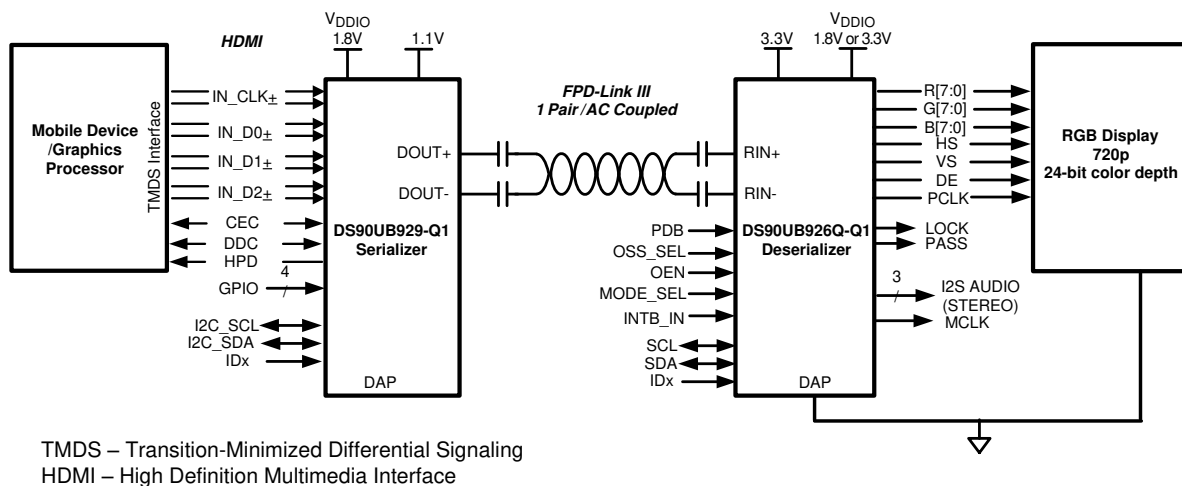 HDMI
VDDIO
1.8V
1.1V
FPD-Link III
1 Pair /AC Coupled
3.3V
VDDIO
1.8V or 3.3V
Mobile Device
/Graphics
Processor
TMDS Interface
IN_CLK±
IN_D0±
IN_D1±
IN_D2±
CEC
DDC
HPD
GPIO
4
I2C_SCL
I2C_SDA
IDx
DOUT+
DOUT-
DS90UB929-Q1
Serializer
DAP
RIN+
RIN-
PDB
OSS_SEL
OEN
MODE_SEL
INTB_IN
SCL
SDA
IDx
DS90UB926Q-Q1
Deserializer
DAP
R[7:0]
G[7:0]
B[7:0]
HS
VS
DE
PCLK
LOCK
PASS
3
I2S AUDIO
(STEREO)
MCLK
RGB Display
720p
24-bit color depth
TMDS – Transition-Minimized Differential Signaling
HDMI – High Definition Multimedia Interface